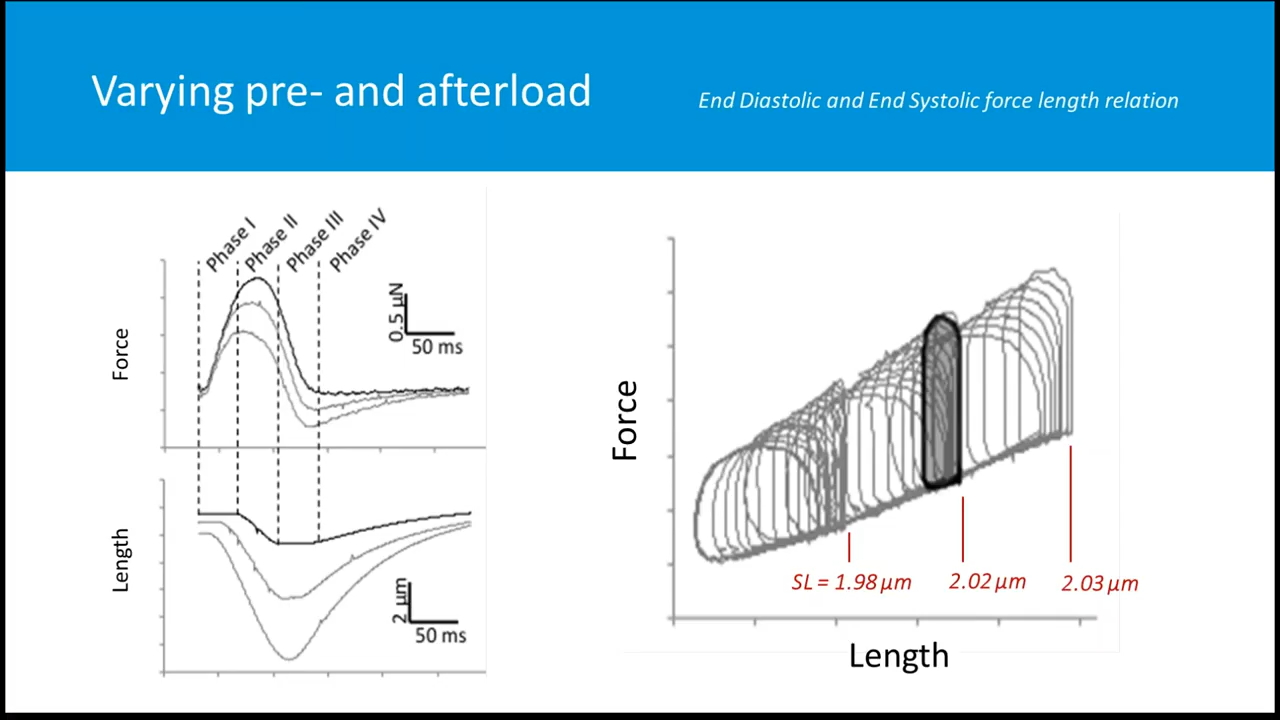 Varying pre- and afterload
End Diastolic and End Systolic force length relation
Phase I
Phase II
Phase III
Phase IV
Force
0.5 µN
50 ms
Length
2 µm
50 ms
Force
SL = 1.98 µm
2.02 µm
2.03 µm
Length